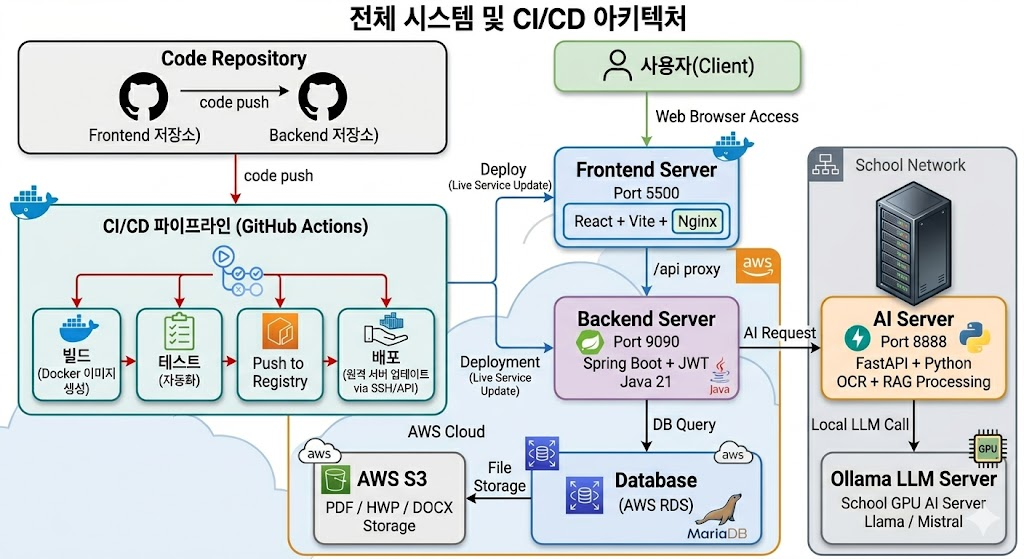 전체 시스템 및 CI/CD 아키텍처
Code Repository
code push
Frontend 저장소)
Backend 저장소)
code push
사용자(Client)
Web Browser Access
CI/CD 파이프라인 (GitHub Actions)
빌드
(Docker 이미지
생성)
테스트
(자동화)
Push to
Registry
배포
(원격 서버 업테이트
via SSH/API)
Deploy
(Live Service Update)
Deployment
(Live Service
Update)
Frontend Server
Port 5500
React + Vite + Nginx
/api proxy
aws
Backend Server
Port 9090
Spring Boot + JWT
Java 21
Java
AI Request
DB Query
AWS Cloud
aws
AWS S3
PDF / HWP / DOCX
Storage
File
Storage
aws
Database
(AWS RDS)
MariaDB
School Network
AI Server
Port 8888
FastAPI + Python
OCR + RAG Processing
Local LLM Call
GPU
Ollama LLM Server
School GPU AI Server
Llama / Mistral